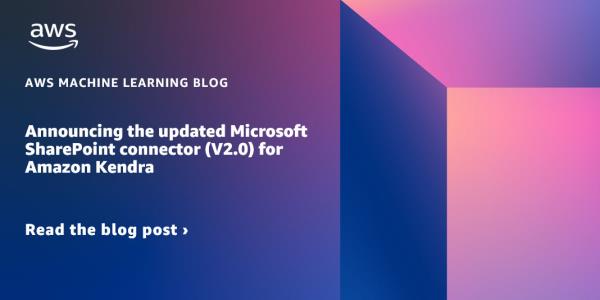 aws
AWS MACHINE LEARNING BLOG
Announcing the updated Microsoft
SharePoint connector (V2.0) for
Amazon Kendra
Read the blog post ›